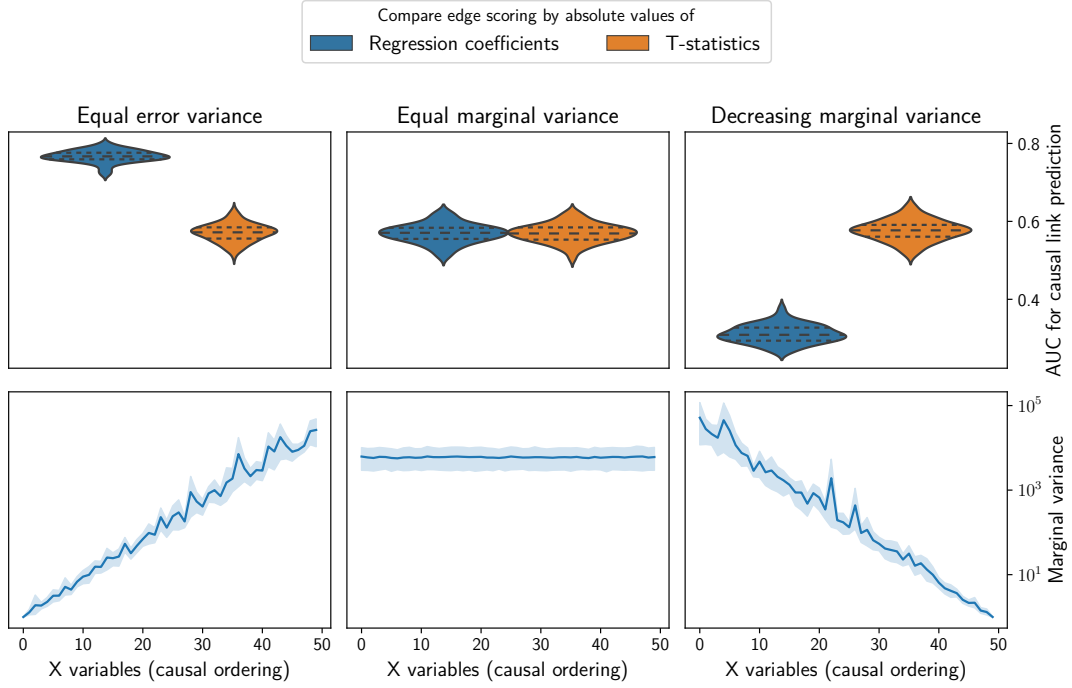 Compare edge scoring by absolute values of
Regression coefficients T-statistics
Equal error variance Equal marginal variance Decreasing marginal variance
0.8
0.6
0.4
AUC for causal link prediction
10^5
10^3
10^1
Marginal variance
0 10 20 30 40 50 0 10 20 30 40 50 0 10 20 30 40 50
X variables (causal ordering) X variables (causal ordering) X variables (causal ordering)